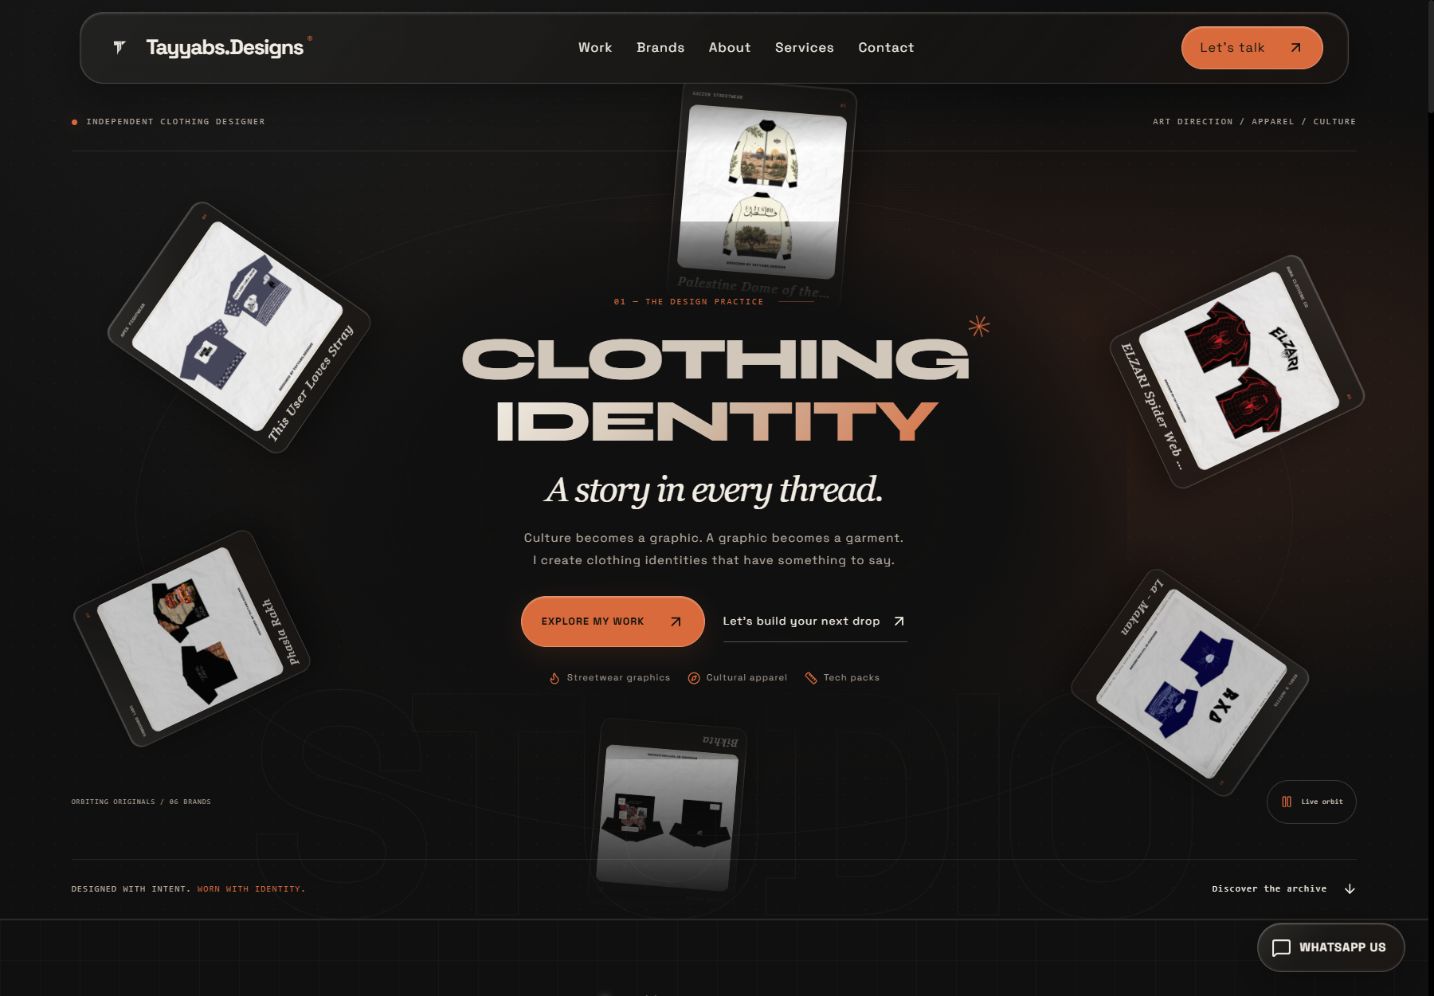 Tayyabs.Designs
Work
Brands
About
Services
Contact
Let's talk
INDEPENDENT CLOTHING DESIGNER
ART DIRECTION / APPAREL / CULTURE
Palestine Dome of the...
This User Loves Stray
ELZARI Spider Web ...
ELZARI
01 — THE DESIGN PRACTICE
CLOTHING
IDENTITY
A story in every thread.
Culture becomes a graphic. A graphic becomes a garment.
I create clothing identities that have something to say.
EXPLORE MY WORK
Let's build your next drop
Streetwear graphics
Cultural apparel
Tech packs
Phasla Rakh
La - Makan
Bikhta
STUDIO
ORBITING ORIGINALS / 06 BRANDS
Live orbit
DESIGNED WITH INTENT. WORN WITH IDENTITY.
Discover the archive
WHATSAPP US